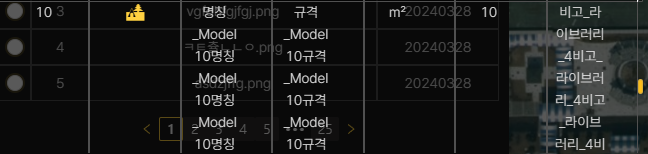 10 3 명칭 규격 m² 20240328 10 비고_라
이브러리
_Model _Model _4비고_
4 10명칭 10규격 20240328 라이브러
_Model _Model 리_4비고
5 10명칭 10규격 20240328 _라이브
_Model _Model 러리_4비
1 2 3 4 5 ••• 25
10명칭 10규격